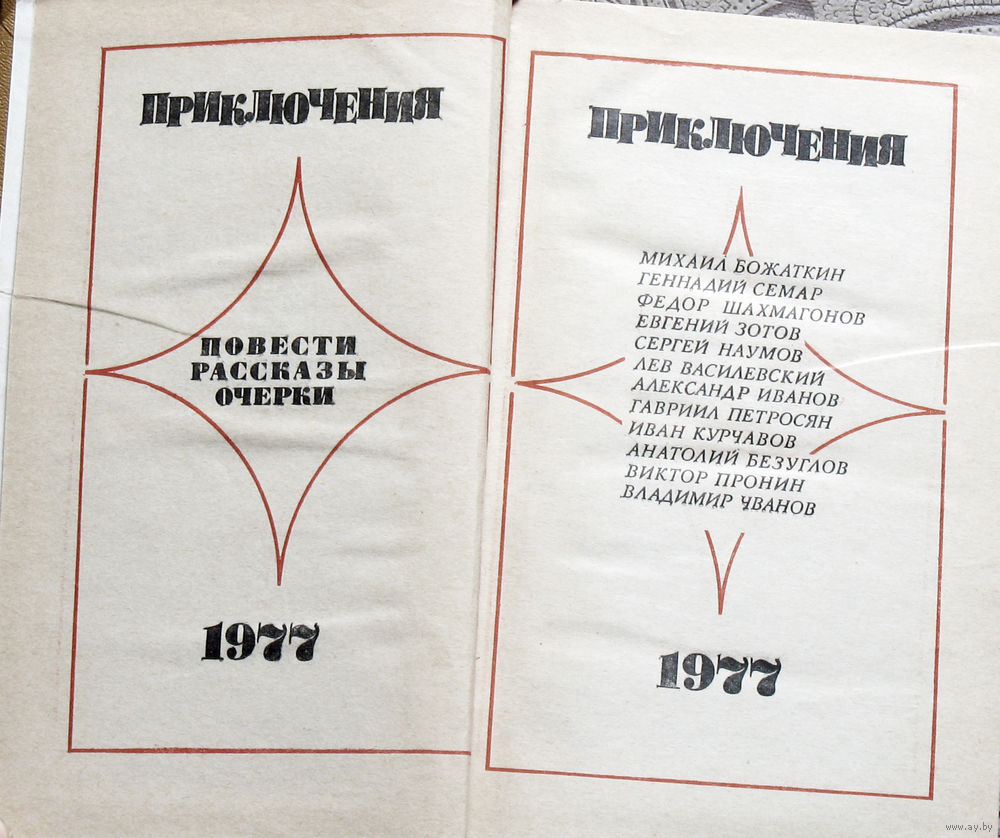 ПРИКЛЮЧЕНИЯ
ПОВЕСТИ
РАССКАЗЫ
ОЧЕРКИ
1977
ПРИКЛЮЧЕНИЯ
МИХАИЛ БОЖАТКИН
ГЕННАДИЙ СЕМАР
ФЕДОР ШАХМАГОНОВ
ЕВГЕНИЙ ЗОТОВ
СЕРГЕЙ НАУМОВ
ЛЕВ ВАСИЛЕВСКИЙ
АЛЕКСАНДР ИВАНОВ
ГАВРИИЛ ПЕТРОСЯН
ИВАН КУРЧАВОВ
АНАТОЛИЙ БЕЗУГЛОВ
ВИКТОР ПРОНИН
ВЛАДИМИР ЧВАНОВ
1977
www.ay.by